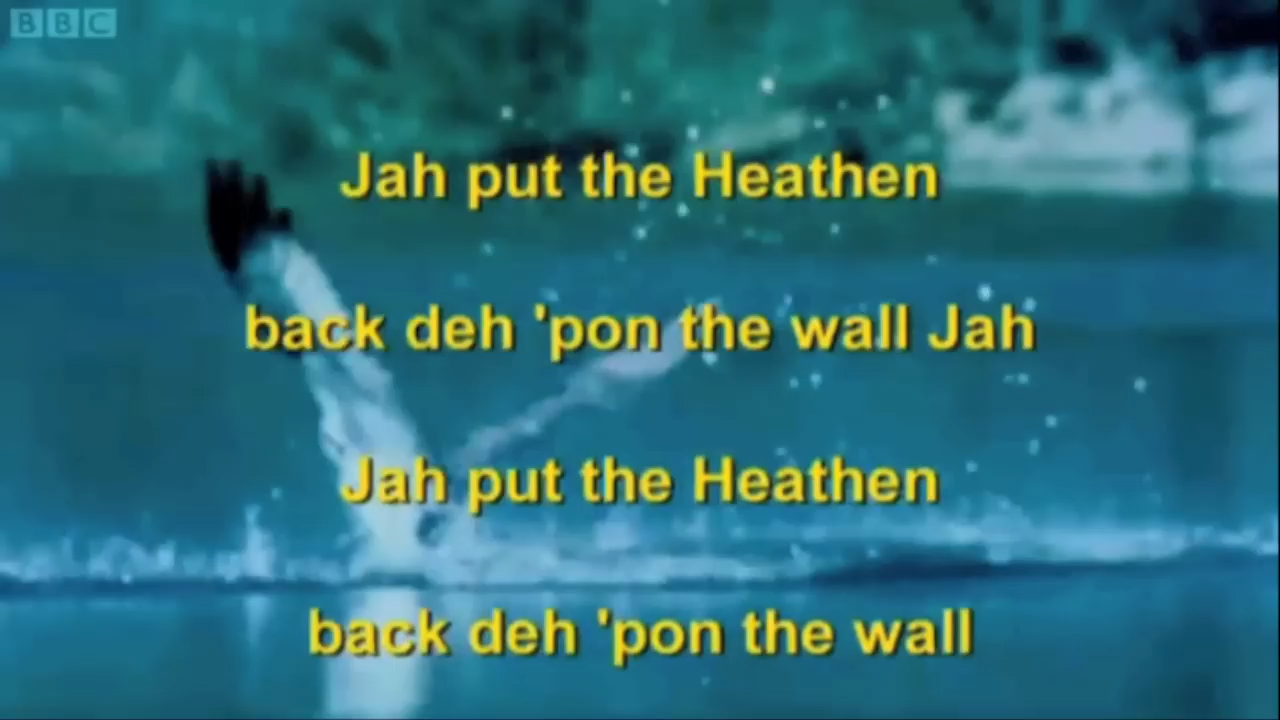 BBC
Jah put the Heathen
back deh 'pon the wall Jah
Jah put the Heathen
back deh 'pon the wall